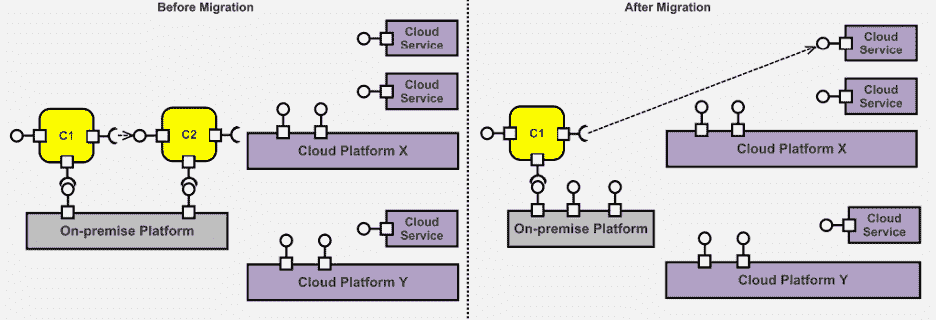 Before Migration
Cloud
Service
Cloud
Service
C1
C2
Cloud Platform X
On-premise Platform
Cloud
Service
Cloud Platform Y
After Migration
Cloud
Service
Cloud
Service
C1
Cloud Platform X
On-premise Platform
Cloud
Service
Cloud Platform Y